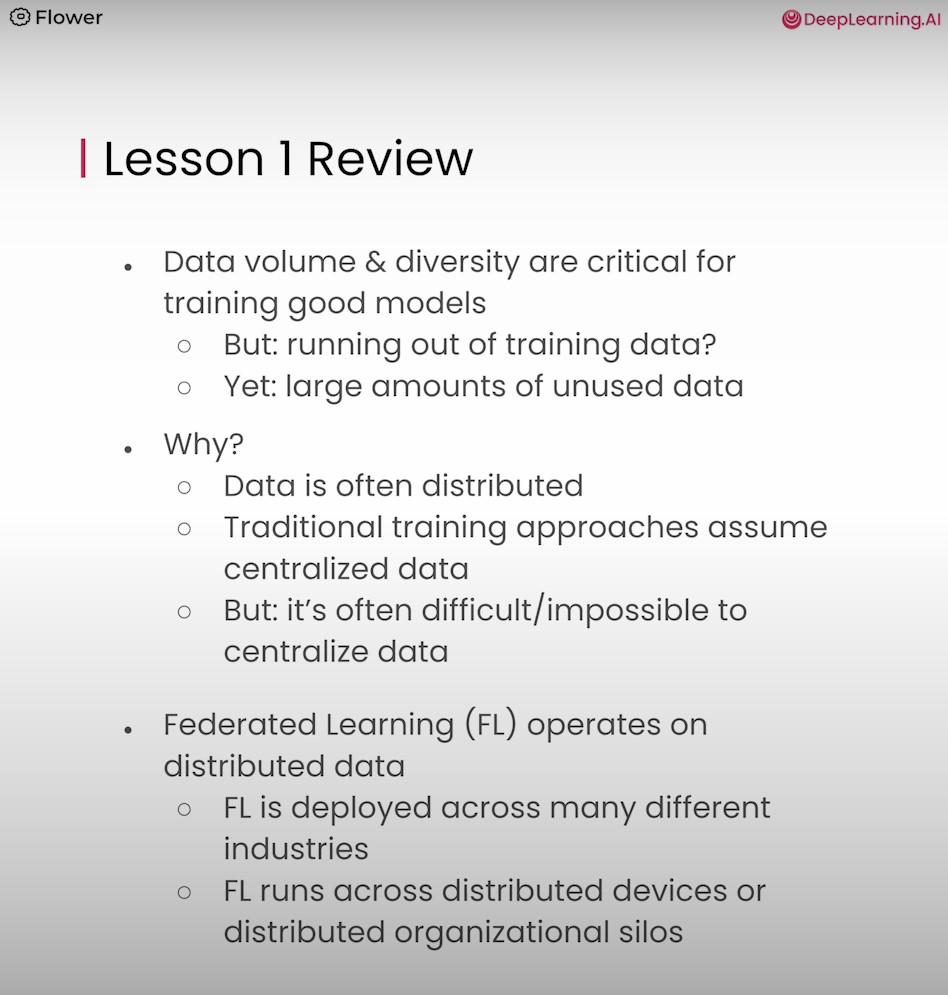 Flower
DeepLearning.AI
Lesson 1 Review
• Data volume & diversity are critical for
training good models
○ But: running out of training data?
○ Yet: large amounts of unused data
• Why?
○ Data is often distributed
○ Traditional training approaches assume
centralized data
○ But: it’s often difficult/impossible to
centralize data
• Federated Learning (FL) operates on
distributed data
○ FL is deployed across many different
industries
○ FL runs across distributed devices or
distributed organizational silos